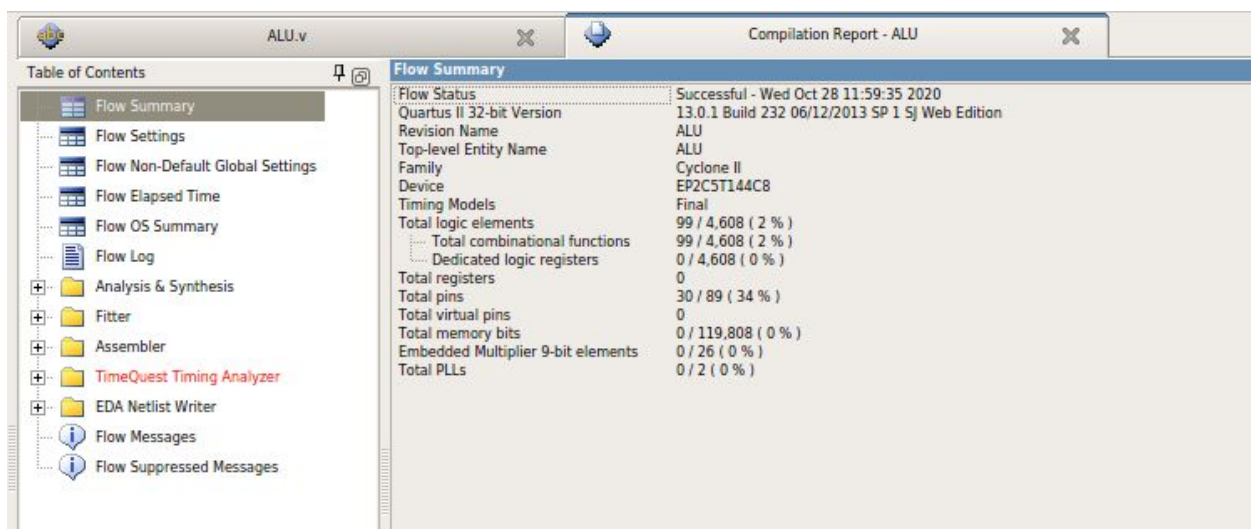 ALU.v
Compilation Report - ALU
Table of Contents
Flow Summary
Flow Settings
Flow Non-Default Global Settings
Flow Elapsed Time
Flow OS Summary
Flow Log
Analysis & Synthesis
Fitter
Assembler
TimeQuest Timing Analyzer
EDA Netlist Writer
Flow Messages
Flow Suppressed Messages
Flow Summary
Flow Status Successful - Wed Oct 28 11:59:35 2020
Quartus II 32-bit Version 13.0.1 Build 232 06/12/2013 SP 1 SJ Web Edition
Revision Name ALU
Top-level Entity Name ALU
Family Cyclone II
Device EP2C5T144C8
Timing Models Final
Total logic elements 99 / 4,608 ( 2 % )
Total combinational functions 99 / 4,608 ( 2 % )
Dedicated logic registers 0 / 4,608 ( 0 % )
Total registers 0
Total pins 30 / 89 ( 34 % )
Total virtual pins 0
Total memory bits 0 / 119,808 ( 0 % )
Embedded Multiplier 9-bit elements 0 / 26 ( 0 % )
Total PLLs 0 / 2 ( 0 % )